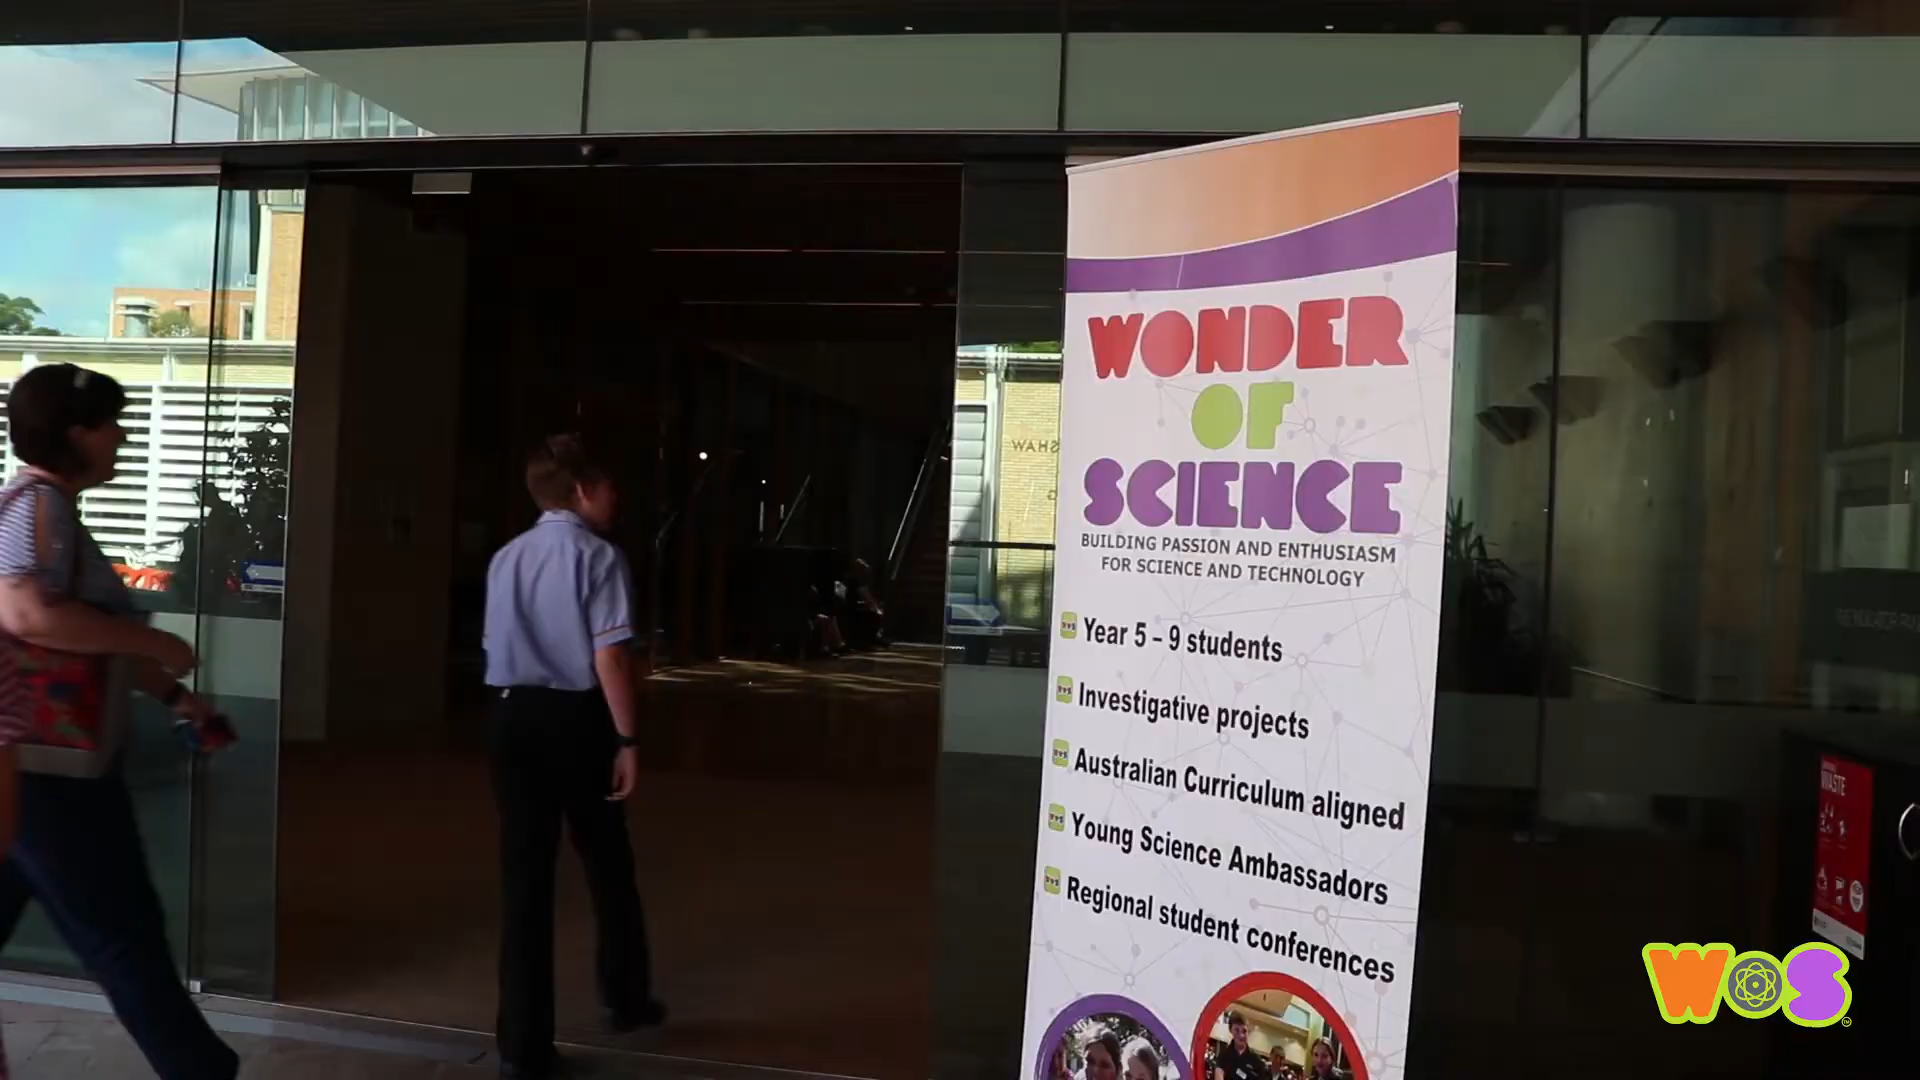 WONDER
OF
SCIENCE
BUILDING PASSION AND ENTHUSIASM
FOR SCIENCE AND TECHNOLOGY
Year 5 – 9 students
Investigative projects
Australian Curriculum aligned
Young Science Ambassadors
Regional student conferences
WASTE
WOS